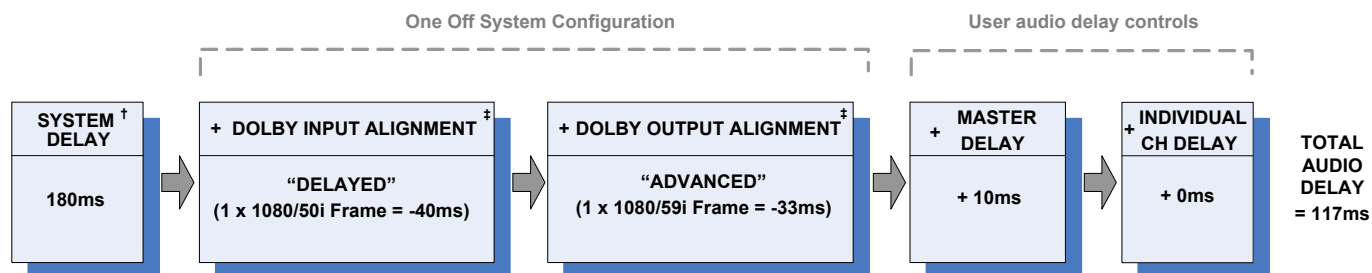 One Off System Configuration
User audio delay controls
SYSTEM †
DELAY
180ms
+ DOLBY INPUT ALIGNMENT ‡
“DELAYED”
(1 x 1080/50i Frame = -40ms)
+ DOLBY OUTPUT ALIGNMENT ‡
“ADVANCED”
(1 x 1080/59i Frame = -33ms)
+ MASTER
DELAY
+ 10ms
+ INDIVIDUAL
CH DELAY
+ 0ms
TOTAL
AUDIO
DELAY
= 117ms